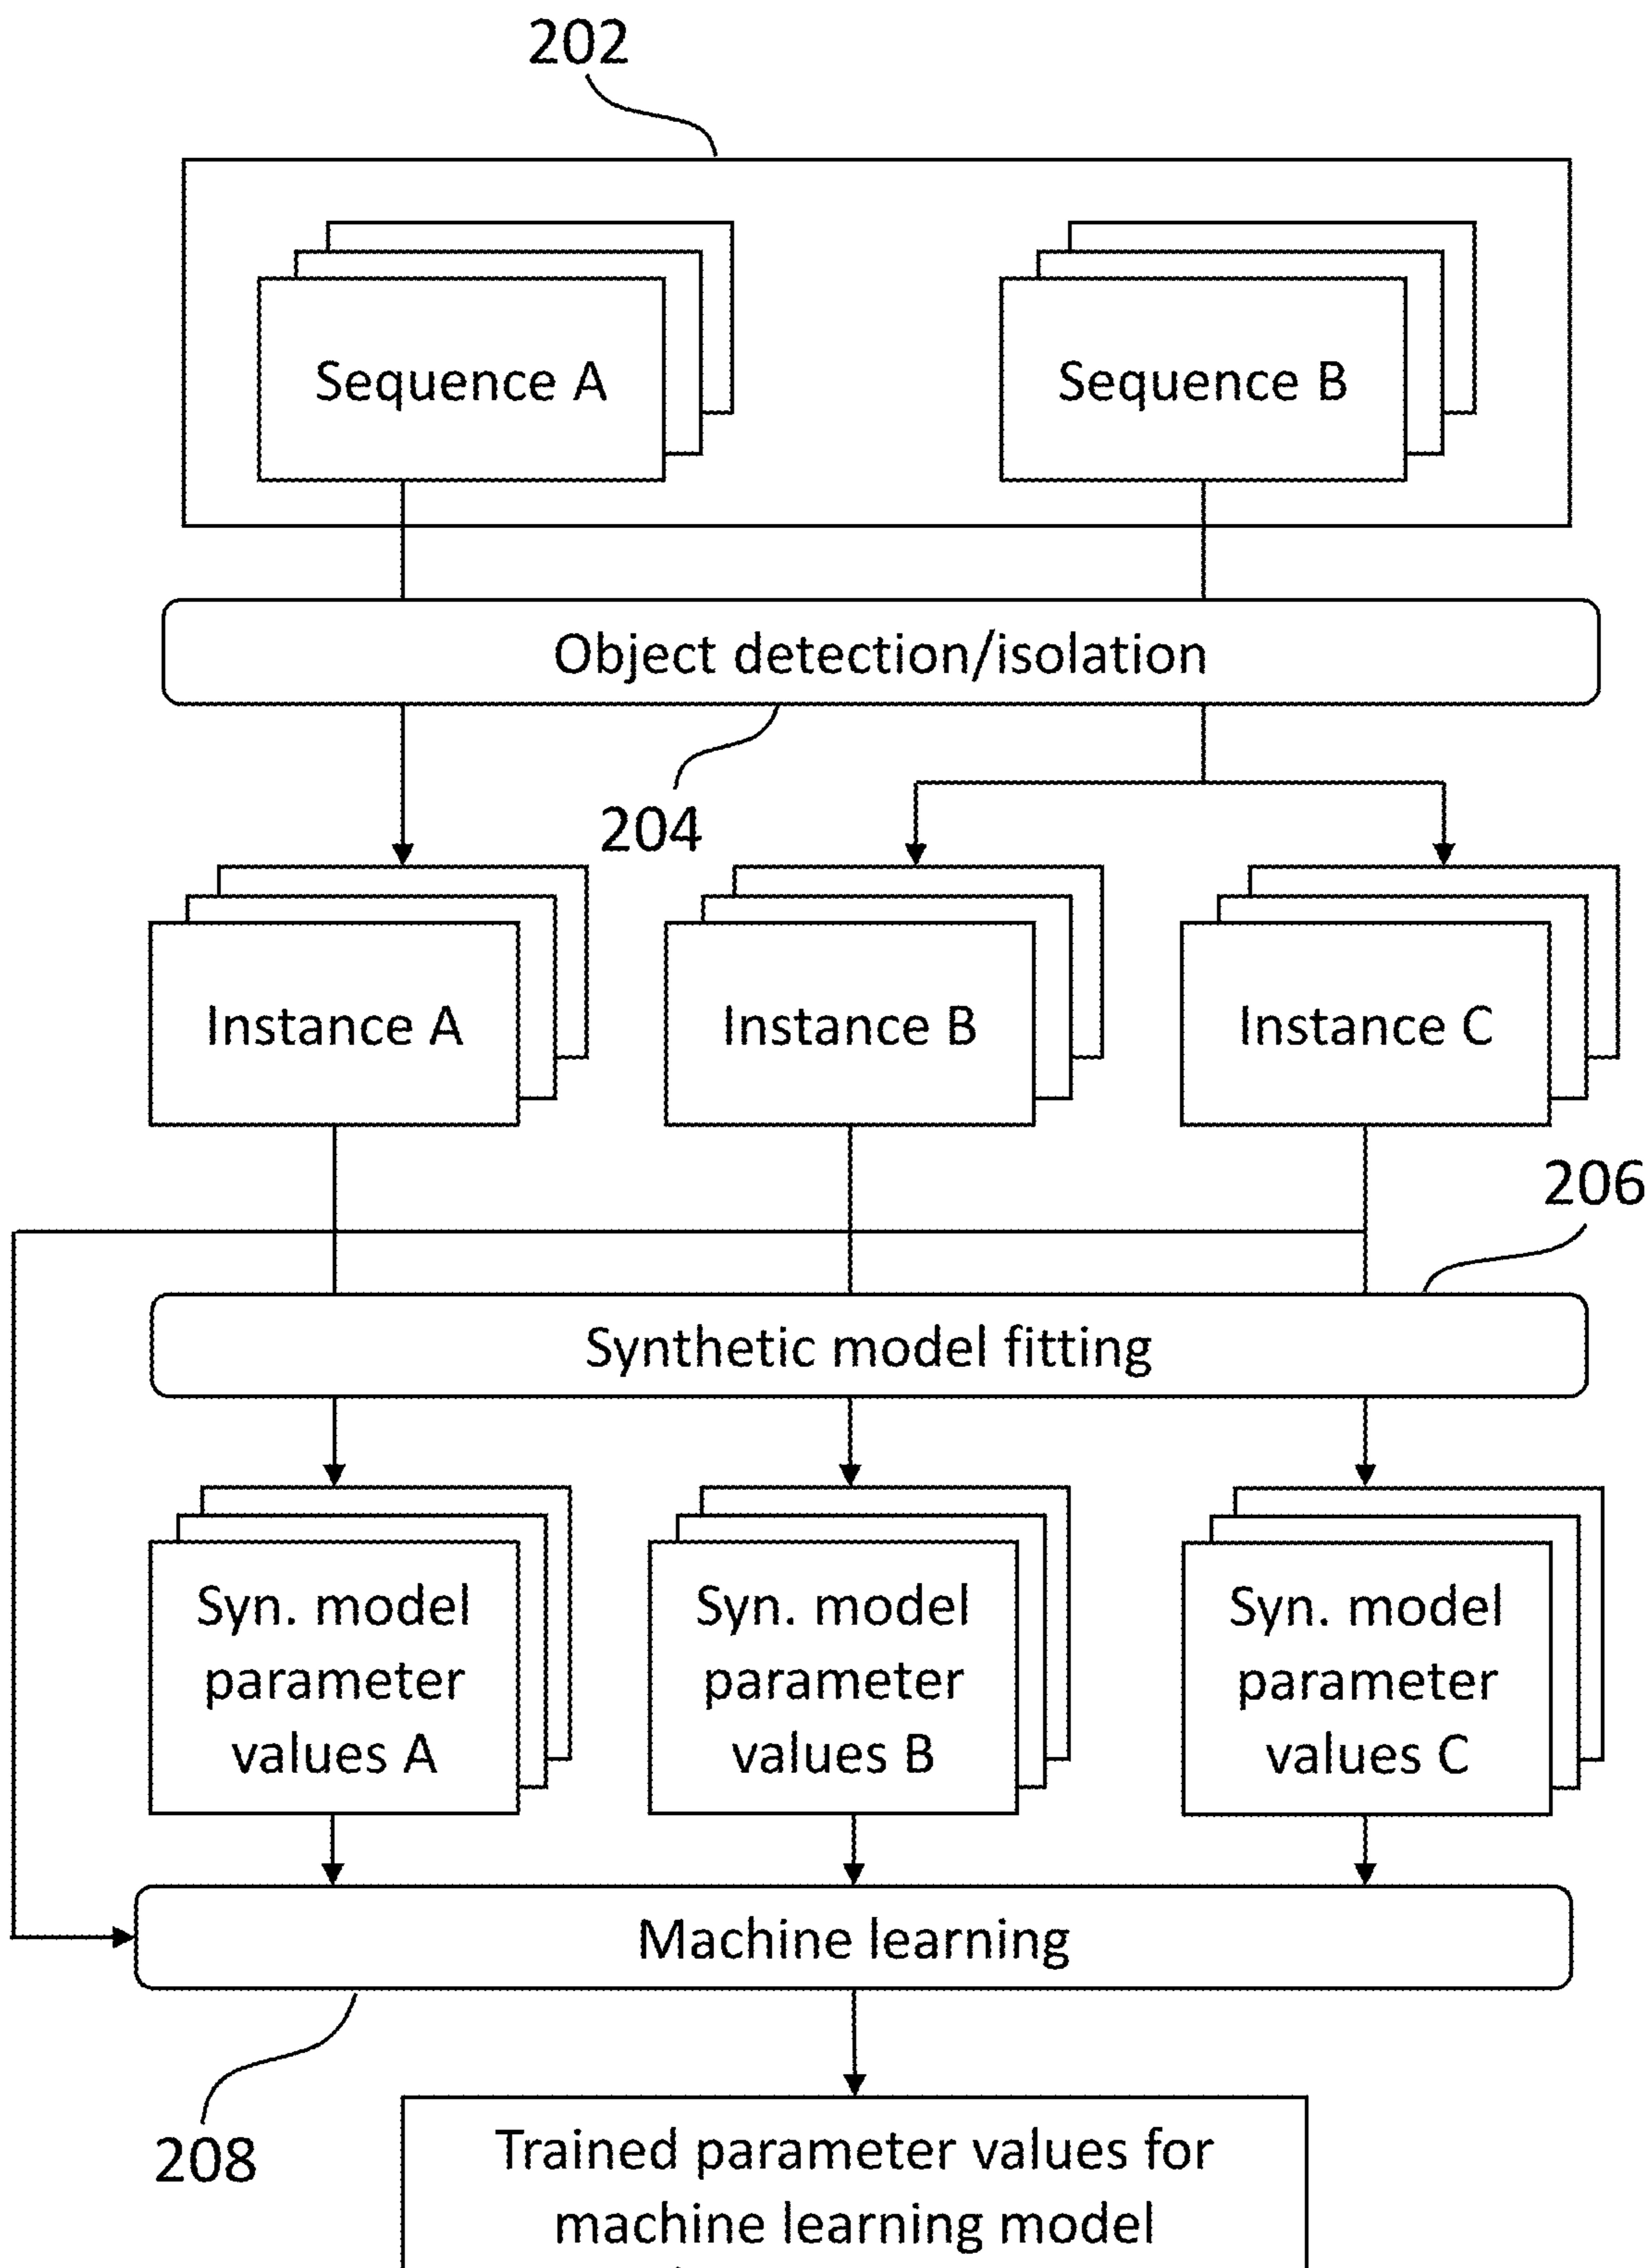 202
Sequence A
Sequence B
Object detection/isolation
204
Instance A
Instance B
Instance C
206
Synthetic model fitting
Syn. model
parameter
values A
Syn. model
parameter
values B
Syn. model
parameter
values C
Machine learning
208
Trained parameter values for
machine learning model